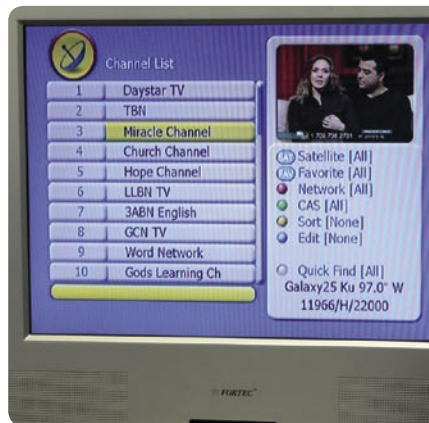 Channel List
1 Daystar TV
2 TBN
3 Miracle Channel
4 Church Channel
5 Hope Channel
6 LLBN TV
7 3ABN English
8 GCN TV
9 Word Network
10 Gods Learning Ch
Satellite [All]
Favorite [All]
Network [All]
CAS [All]
Sort [None]
Edit [None]
Quick Find [All]
Galaxy25 Ku 97.0° W
11966/H/22000
FORTEC